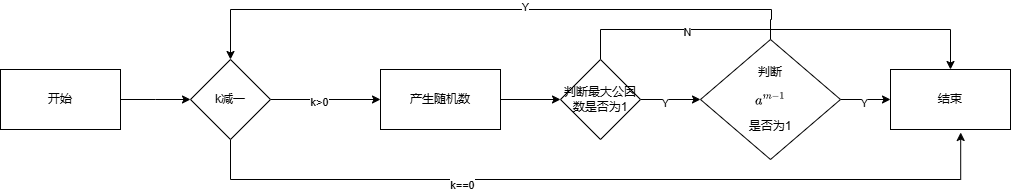 Y
N
开始
k减一
k>0
产生随机数
判断最大公因
数是否为1
Y
判断
a^{m-1}
是否为1
Y
结束
k==0